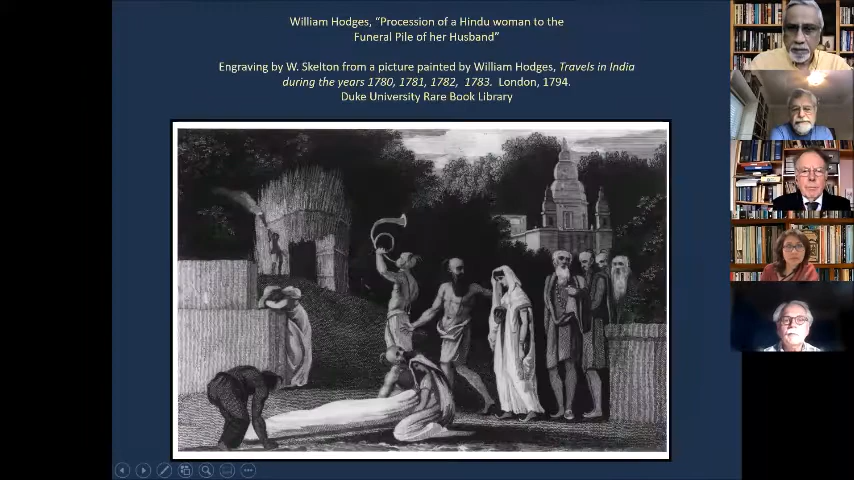 William Hodges, “Procession of a Hindu woman to the
Funeral Pile of her Husband”
Engraving by W. Skelton from a picture painted by William Hodges, Travels in India
during the years 1780, 1781, 1782,  1783.  London, 1794.
Duke University Rare Book Library